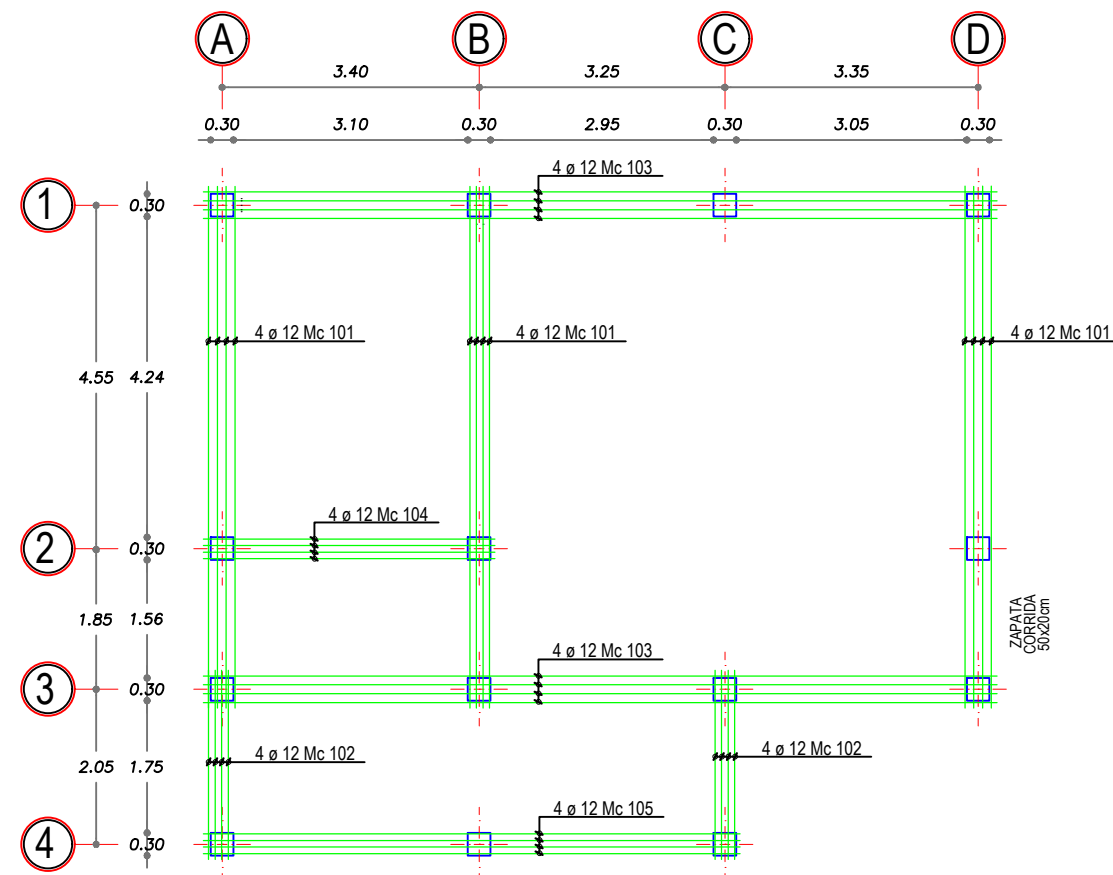 A B C D
3.40 3.25 3.35
0.30 3.10 0.30 2.95 0.30 3.05 0.30
4 ø 12 Mc 103
1 0.30
4 ø 12 Mc 101 4 ø 12 Mc 101 4 ø 12 Mc 101
4.55 4.24
4 ø 12 Mc 104
2 0.30
1.85 1.56
ZAPATA
CORRIDA
50x20cm
4 ø 12 Mc 103
3 0.30
4 ø 12 Mc 102 4 ø 12 Mc 102
2.05 1.75
4 ø 12 Mc 105
4 0.30